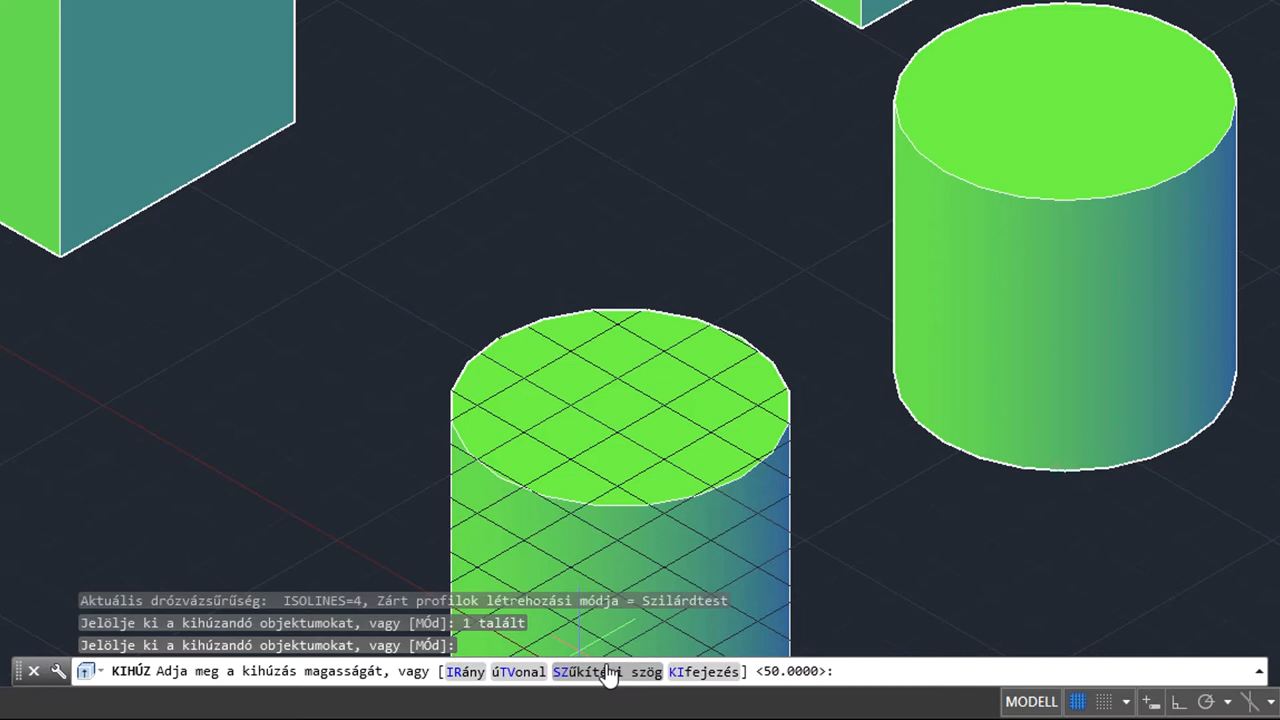 Aktuális drózvázsűrűség:  ISOLINES=4, Zárt profilok létrehozási módja = Szilárdtest
Jelölje ki a kihúzandó objektumokat, vagy [MÓd]: 1 talált
Jelölje ki a kihúzandó objektumokat, vagy [MÓd]:
KIHÚZ Adja meg a kihúzás magasságát, vagy [IRány úTVonal SZűkítémi szög KIfejezés] <50.0000>:
MODELL